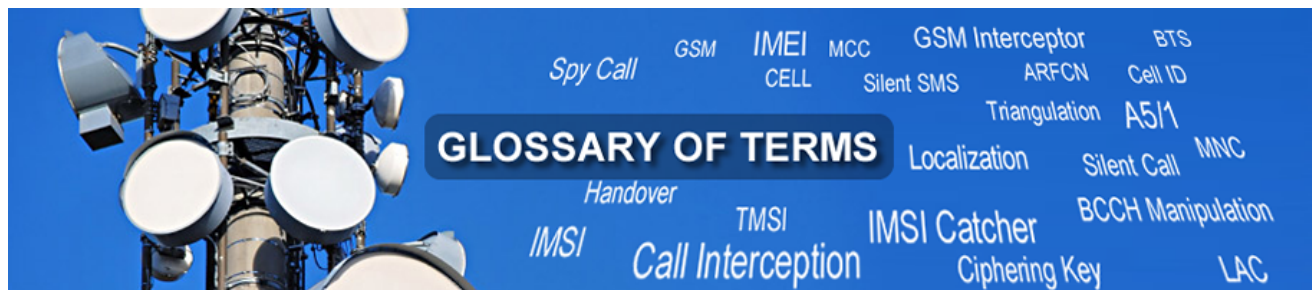 Spy Call
GSM
IMEI
MCC
GSM Interceptor
BTS
CELL
Silent SMS
ARFCN
Cell ID
Triangulation
A5/1
GLOSSARY OF TERMS
Localization
Silent Call
MNC
Handover
TMSI
IMSI Catcher
BCCH Manipulation
IMSI
Call Interception
Ciphering Key
LAC